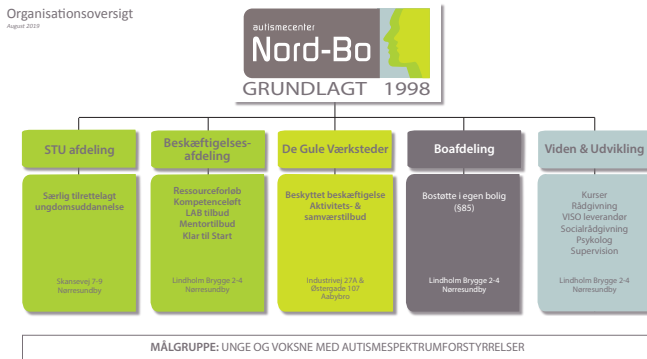 Organisationsoversigt
August 2019
autismecenter
Nord-Bo
GRUNDLAGT 1998
STU afdeling
Særlig tilrettelagt
ungdomsuddannelse
Skansevej 7-9
Nørresundby
Beskæftigelses-
afdeling
Ressourceforløb
Kompetenceløft
LAB tilbud
Mentortilbud
Klar til Start
Lindholm Brygge 2-4
Nørresundby
De Gule Værksteder
Beskyttet beskæftigelse
Aktivitets- &
samværstilbud
Industrivej 27A &
Østergade 107
Aabybro
Boafdeling
Bostøtte i egen bolig
(§85)
Lindholm Brygge 2-4
Nørresundby
Viden & Udvikling
Kurser
Rådgivning
VISO leverandør
Socialrådgivning
Psykolog
Supervision
Lindholm Brygge 2-4
Nørresundby
MÅLGRUPPE: UNGE OG VOKSNE MED AUTISMESPEKTRUMFORSTYRRELSER